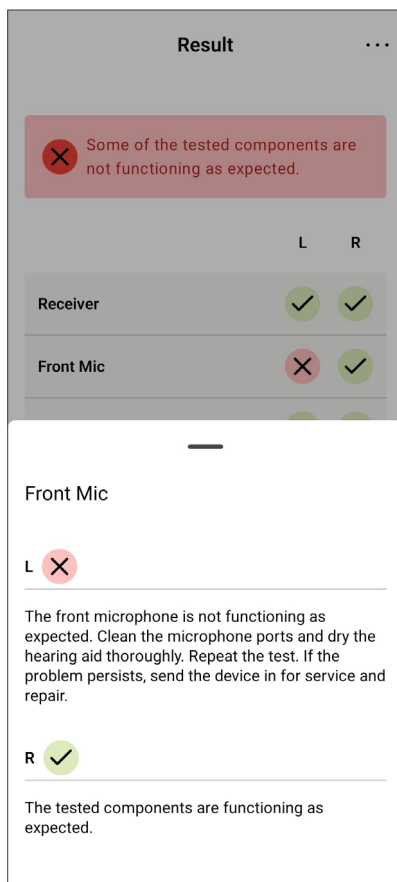 Result
...
Some of the tested components are
not functioning as expected.
L R
Receiver
Front Mic
Front Mic
L
The front microphone is not functioning as
expected. Clean the microphone ports and dry the
hearing aid thoroughly. Repeat the test. If the
problem persists, send the device in for service and
repair.
R
The tested components are functioning as
expected.